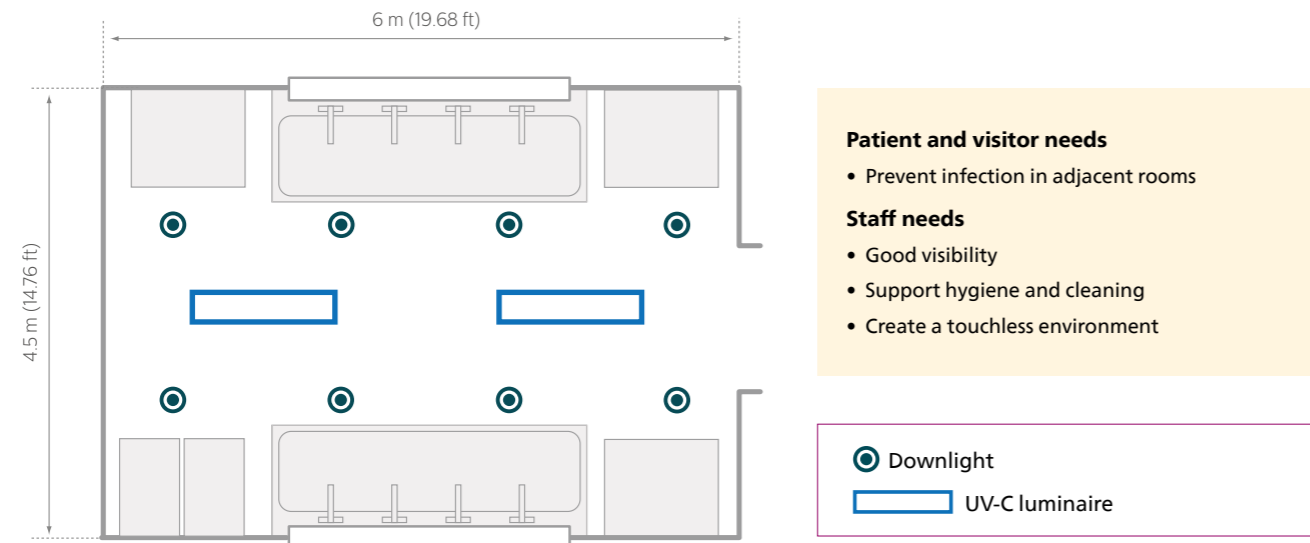 6 m (19.68 ft)
4.5 m (14.76 ft)
Patient and visitor needs
• Prevent infection in adjacent rooms
Staff needs
• Good visibility
• Support hygiene and cleaning
• Create a touchless environment
Downlight
UV-C luminaire